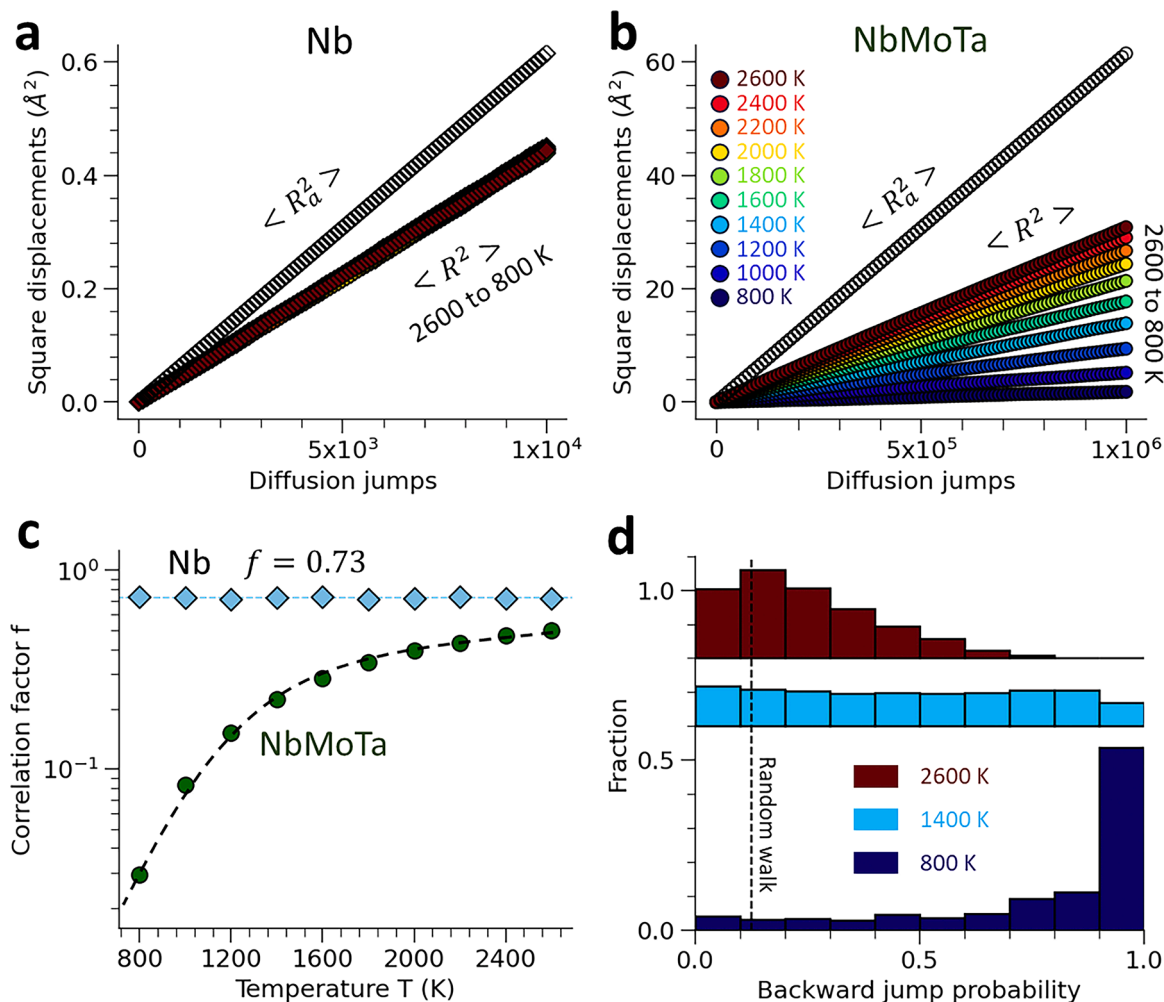 a
Nb
Square displacements (Å²)
0.6
0.4
0.2
0.0
< R²ₐ >
< R² >
2600 to 800 K
0
5x10³
1x10⁴
Diffusion jumps
b
NbMoTa
Square displacements (Å²)
60
40
20
0
2600 K
2400 K
2200 K
2000 K
1800 K
1600 K
1400 K
1200 K
1000 K
800 K
< R²ₐ >
< R² >
2600 to 800 K
0
5x10⁵
1x10⁶
Diffusion jumps
c
Nb f = 0.73
NbMoTa
Correlation factor f
10⁰
10⁻¹
800 1200 1600 2000 2400
Temperature T (K)
d
Fraction
1.0
0.5
0.0
Random walk
2600 K
1400 K
800 K
0.0 0.5 1.0
Backward jump probability